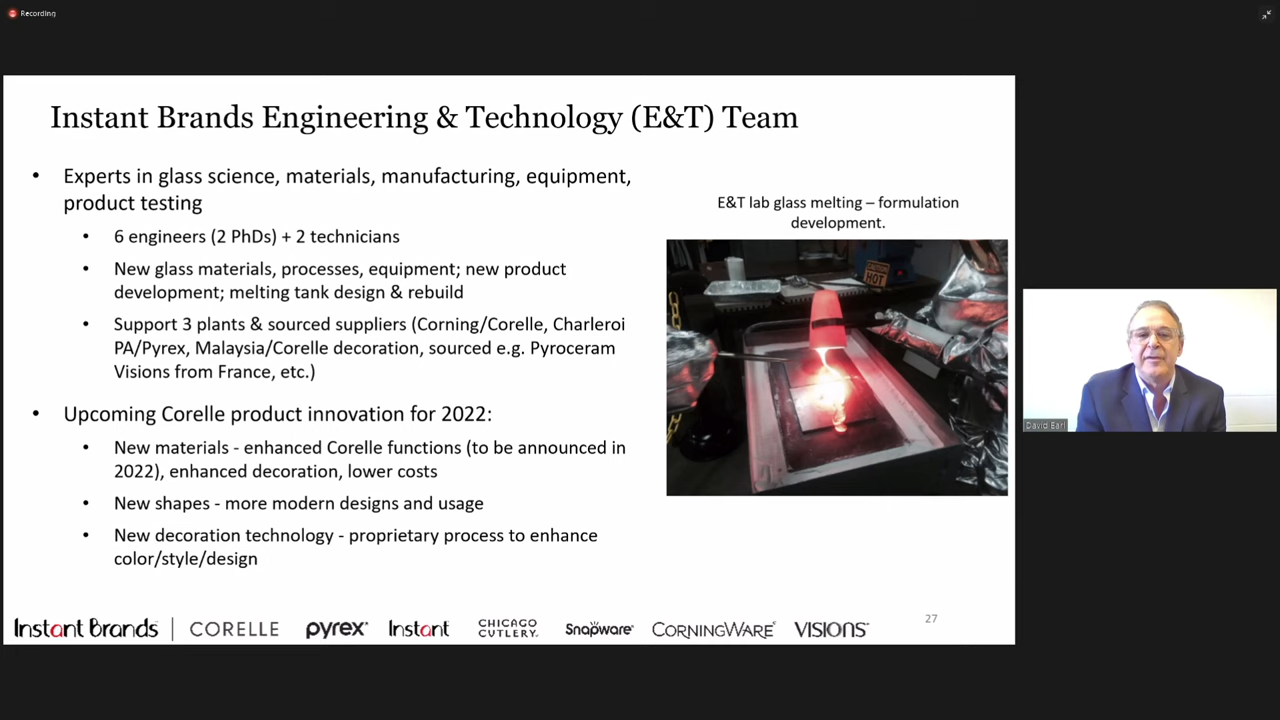 Recording
Instant Brands Engineering & Technology (E&T) Team
• Experts in glass science, materials, manufacturing, equipment,
product testing
• 6 engineers (2 PhDs) + 2 technicians
• New glass materials, processes, equipment; new product
development; melting tank design & rebuild
• Support 3 plants & sourced suppliers (Corning/Corelle, Charleroi
PA/Pyrex, Malaysia/Corelle decoration, sourced e.g. Pyroceram
Visions from France, etc.)
• Upcoming Corelle product innovation for 2022:
• New materials - enhanced Corelle functions (to be announced in
2022), enhanced decoration, lower costs
• New shapes - more modern designs and usage
• New decoration technology - proprietary process to enhance
color/style/design
E&T lab glass melting – formulation
development.
CAUTION
HOT
David Earl
Instant Brands | CORELLE pyrex® Instant CHICAGO CUTLERY® Snapware® CORNINGWARE® VISIONS®
27